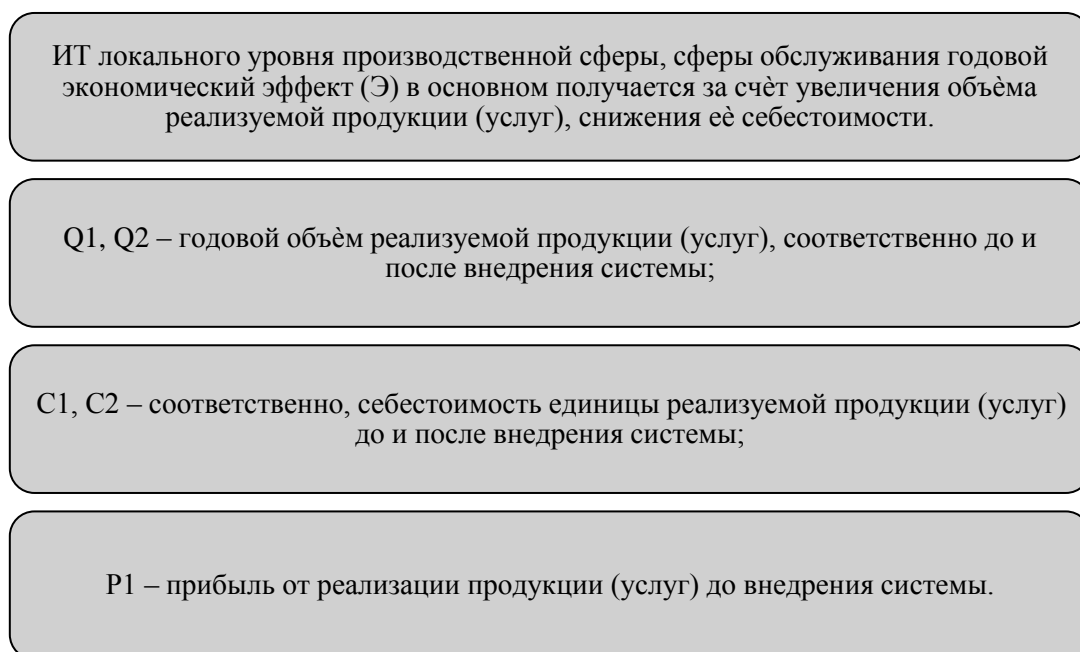 ИТ локального уровня производственной сферы, сферы обслуживания годовой
экономический эффект (Э) в основном получается за счѐт увеличения объѐма
реализуемой продукции (услуг), снижения еѐ себестоимости.
Q1, Q2 – годовой объѐм реализуемой продукции (услуг), соответственно до и
после внедрения системы;
С1, С2 – соответственно, себестоимость единицы реализуемой продукции (услуг)
до и после внедрения системы;
Р1 – прибыль от реализации продукции (услуг) до внедрения системы.